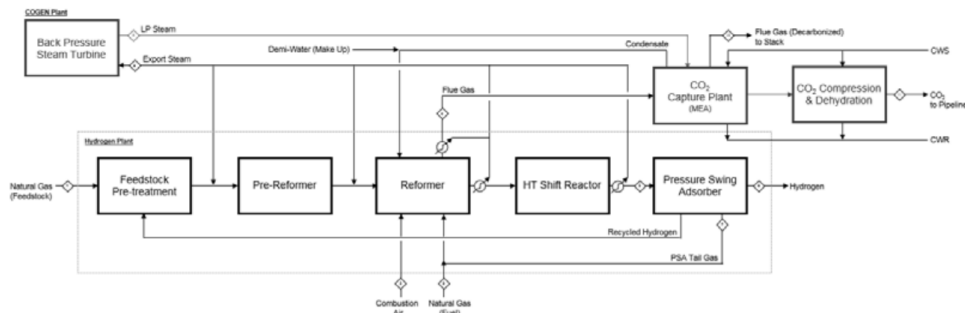 COGEN Plant
Back Pressure
Steam Turbine
LP Steam
Export Steam
Demi-Water (Make Up)
Condensate
Flue Gas (Decarbonized)
to Stack
CWS
Flue Gas
CO2
Capture Plant
(MEA)
CO2 Compression
& Dehydration
CO2
to Pipeline
CWR
Hydrogen Plant
Natural Gas
(Feedstock)
Feedstock
Pre-treatment
Pre-Reformer
Reformer
HT Shift Reactor
Pressure Swing
Adsorber
Hydrogen
Recycled Hydrogen
PSA Tail Gas
Combustion
Air
Natural Gas
(Fuel)